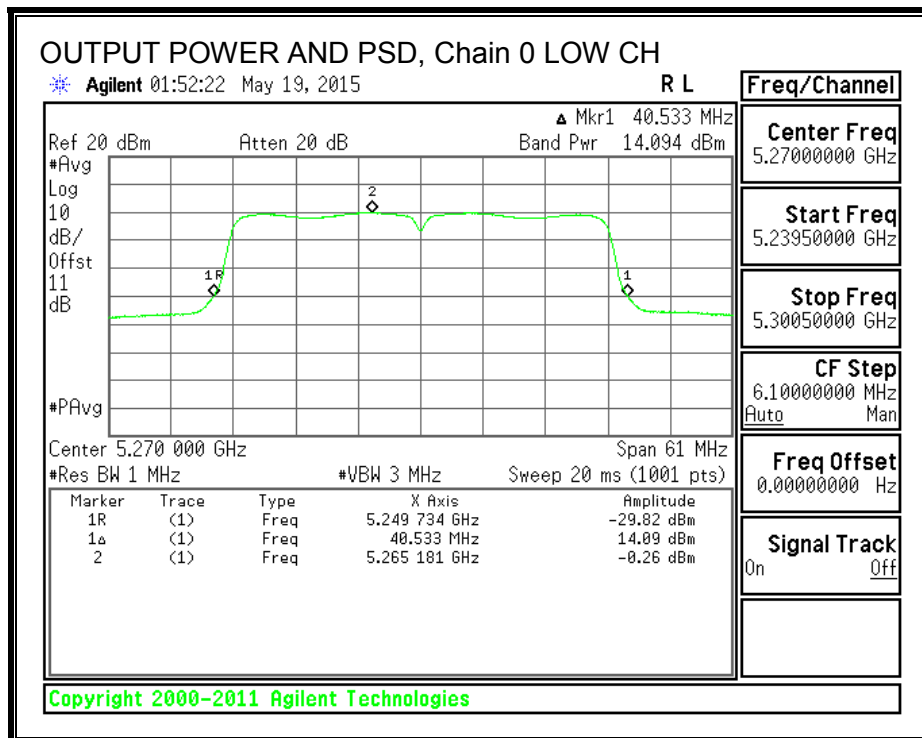 OUTPUT POWER AND PSD, Chain 0 LOW CH
Agilent 01:52:22 May 19, 2015 R L
Δ Mkr1 40.533 MHz
Ref 20 dBm Atten 20 dB Band Pwr 14.094 dBm
#Avg
Log
10
dB/
Offst
11
dB
#PAvg
2
1R
1
Center 5.270 000 GHz Span 61 MHz
#Res BW 1 MHz #VBW 3 MHz Sweep 20 ms (1001 pts)
Marker Trace Type X Axis Amplitude
1R (1) Freq 5.249 734 GHz -29.82 dBm
1Δ (1) Freq 40.533 MHz 14.09 dBm
2 (1) Freq 5.265 181 GHz -0.26 dBm
Freq/Channel
Center Freq
5.27000000 GHz
Start Freq
5.23950000 GHz
Stop Freq
5.30050000 GHz
CF Step
6.10000000 MHz
Auto Man
Freq Offset
0.00000000 Hz
Signal Track
On Off
Copyright 2000-2011 Agilent Technologies